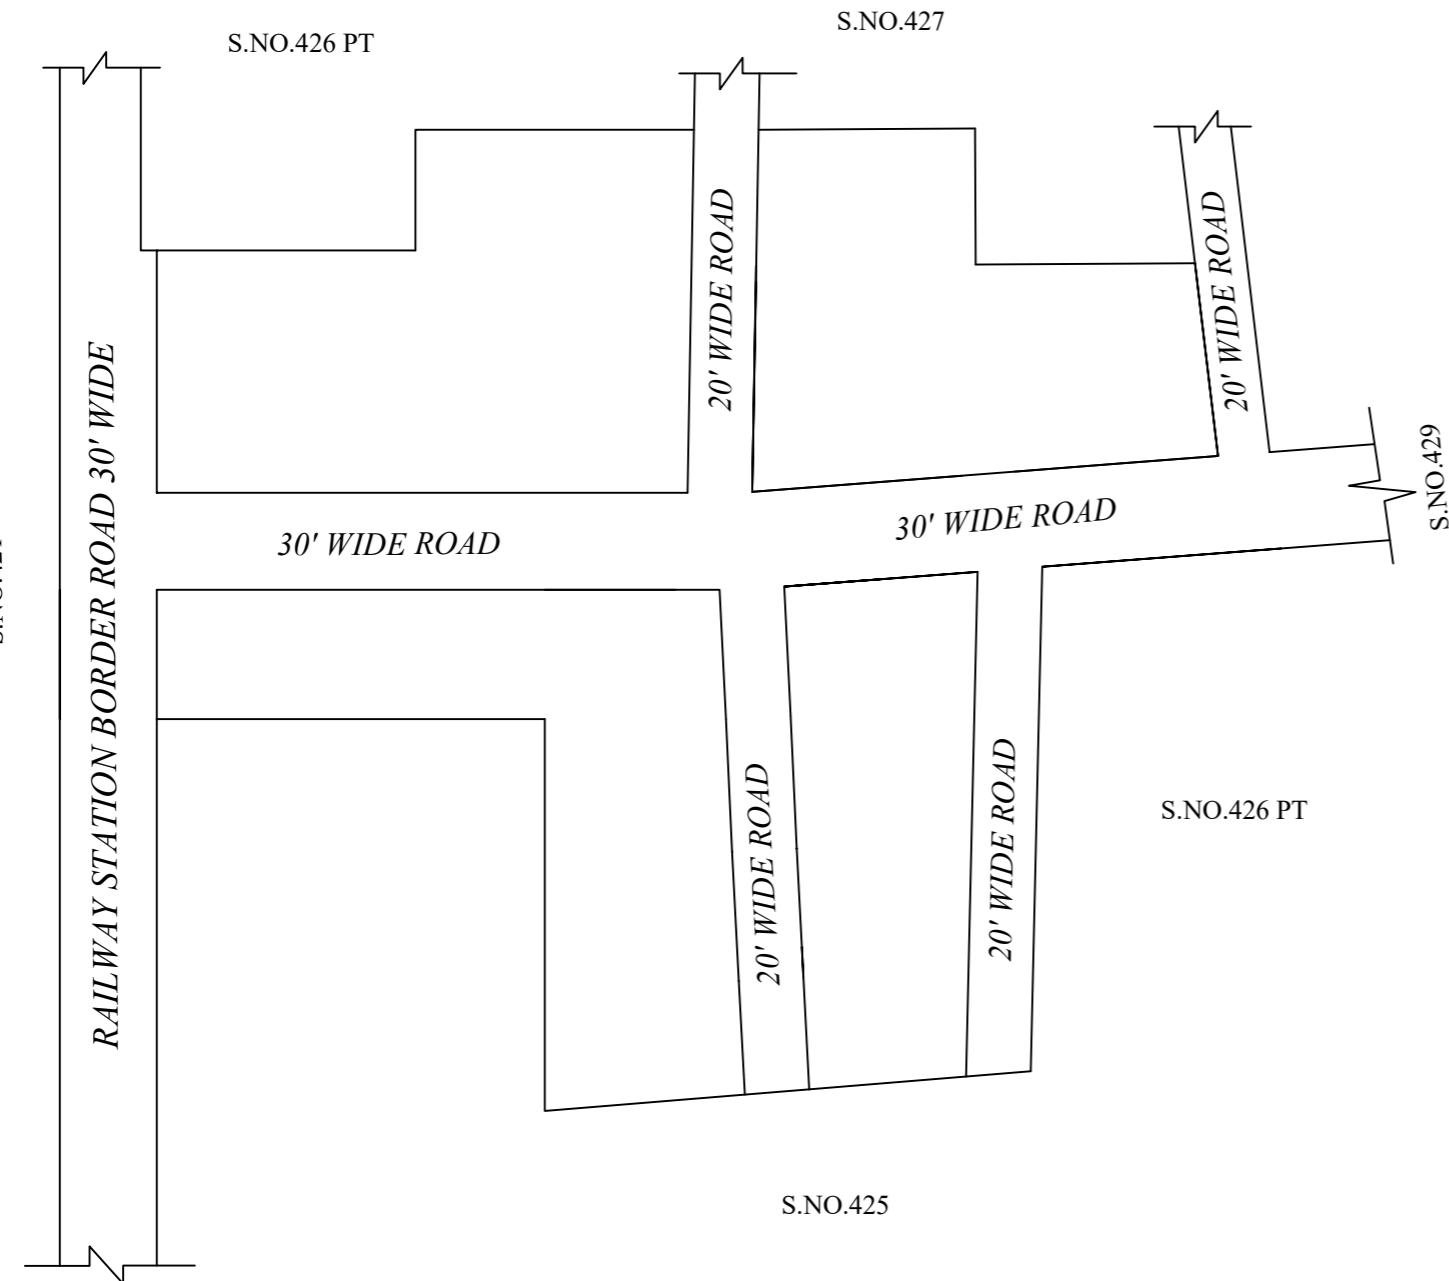 S.NO.427
S.NO.426 PT
20' WIDE ROAD
20' WIDE ROAD
RAILWAY STATION BORDER ROAD 30' WIDE
S.NO.429
30' WIDE ROAD
30' WIDE ROAD
20' WIDE ROAD
20' WIDE ROAD
S.NO.426 PT
S.NO.425